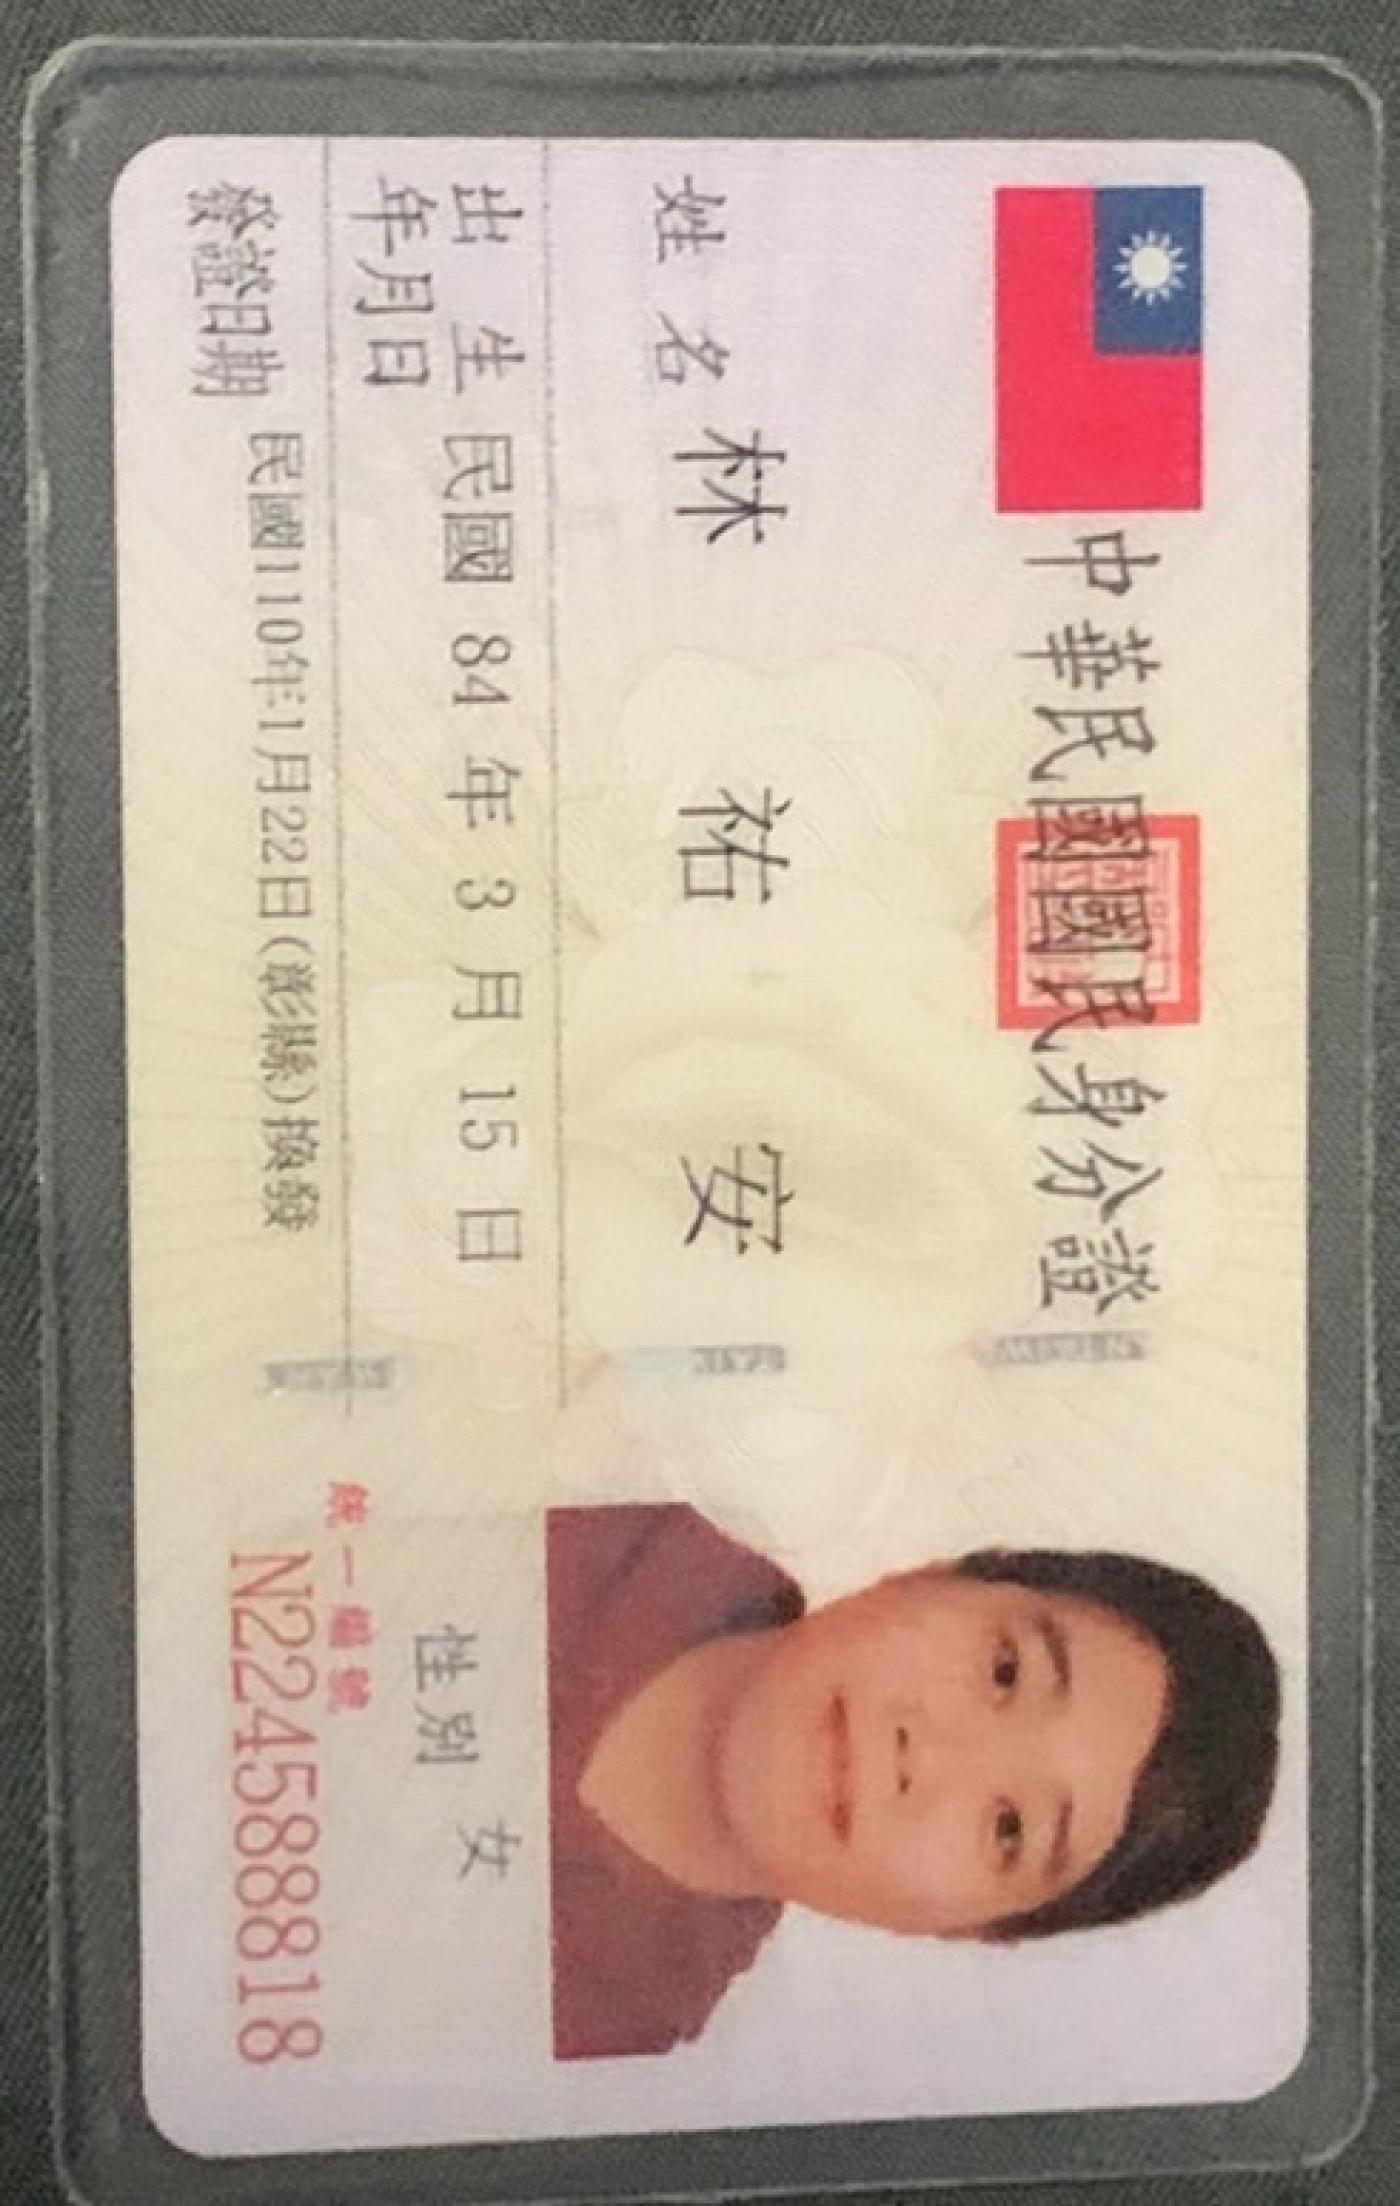 中華民國國民身分證
姓名 林祐安
出生年月日 民國 84 年 3 月 15 日
性別 女
發證日期 民國110年1月22日(彰縣)換發
統一編號
N224588818